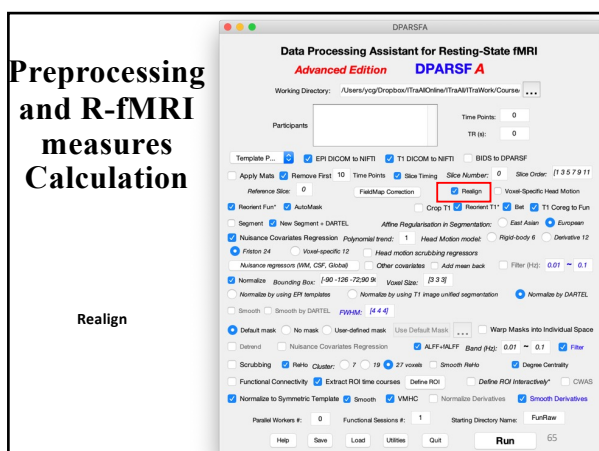 Preprocessing
and R-fMRI
measures
Calculation
Realign
DPARSFA
Data Processing Assistant for Resting-State fMRI
Advanced Edition DPARSF A
Working Directory: /Users/ycg/Dropbox/ITraAllOnline/ITraAll/ITraWork/Course/ ...
Participants
Time Points: 0
TR (s): 0
Template P... EPI DICOM to NIFTI T1 DICOM to NIFTI BIDS to DPARSF
Apply Mats Remove First 10 Time Points Slice Timing Slice Number: 0 Slice Order: [1 3 5 7 9 11
Reference Slice: 0 FieldMap Correction Realign Voxel-Specific Head Motion
Reorient Fun* AutoMask Crop T1 Reorient T1* Bet T1 Coreg to Fun
Segment New Segment + DARTEL Affine Regularisation in Segmentation: East Asian European
Nuisance Covariates Regression Polynomial trend: 1 Head Motion model: Rigid-body 6 Derivative 12
Friston 24 Voxel-specific 12 Head motion scrubbing regressors
Nuisance regressors (WM, CSF, Global) Other covariates Add mean back Filter (Hz): 0.01 ~ 0.1
Normalize Bounding Box: [-90 -126 -72;90 90 Voxel Size: [3 3 3]
Normalize by using EPI templates Normalize by using T1 image unified segmentation Normalize by DARTEL
Smooth Smooth by DARTEL FWHM: [4 4 4]
Default mask No mask User-defined mask Use Default Mask ... Warp Masks into Individual Space
Detrend Nuisance Covariates Regression ALFF+fALFF Band (Hz): 0.01 ~ 0.1 Filter
Scrubbing ReHo Cluster: 7 19 27 voxels Smooth ReHo Degree Centrality
Functional Connectivity Extract ROI time courses Define ROI Define ROI Interactively* CWAS
Normalize to Symmetric Template Smooth VMHC Normalize Derivatives Smooth Derivatives
Parallel Workers #: 0 Functional Sessions #: 1 Starting Directory Name: FunRaw
Help Save Load Utilities Quit Run 65